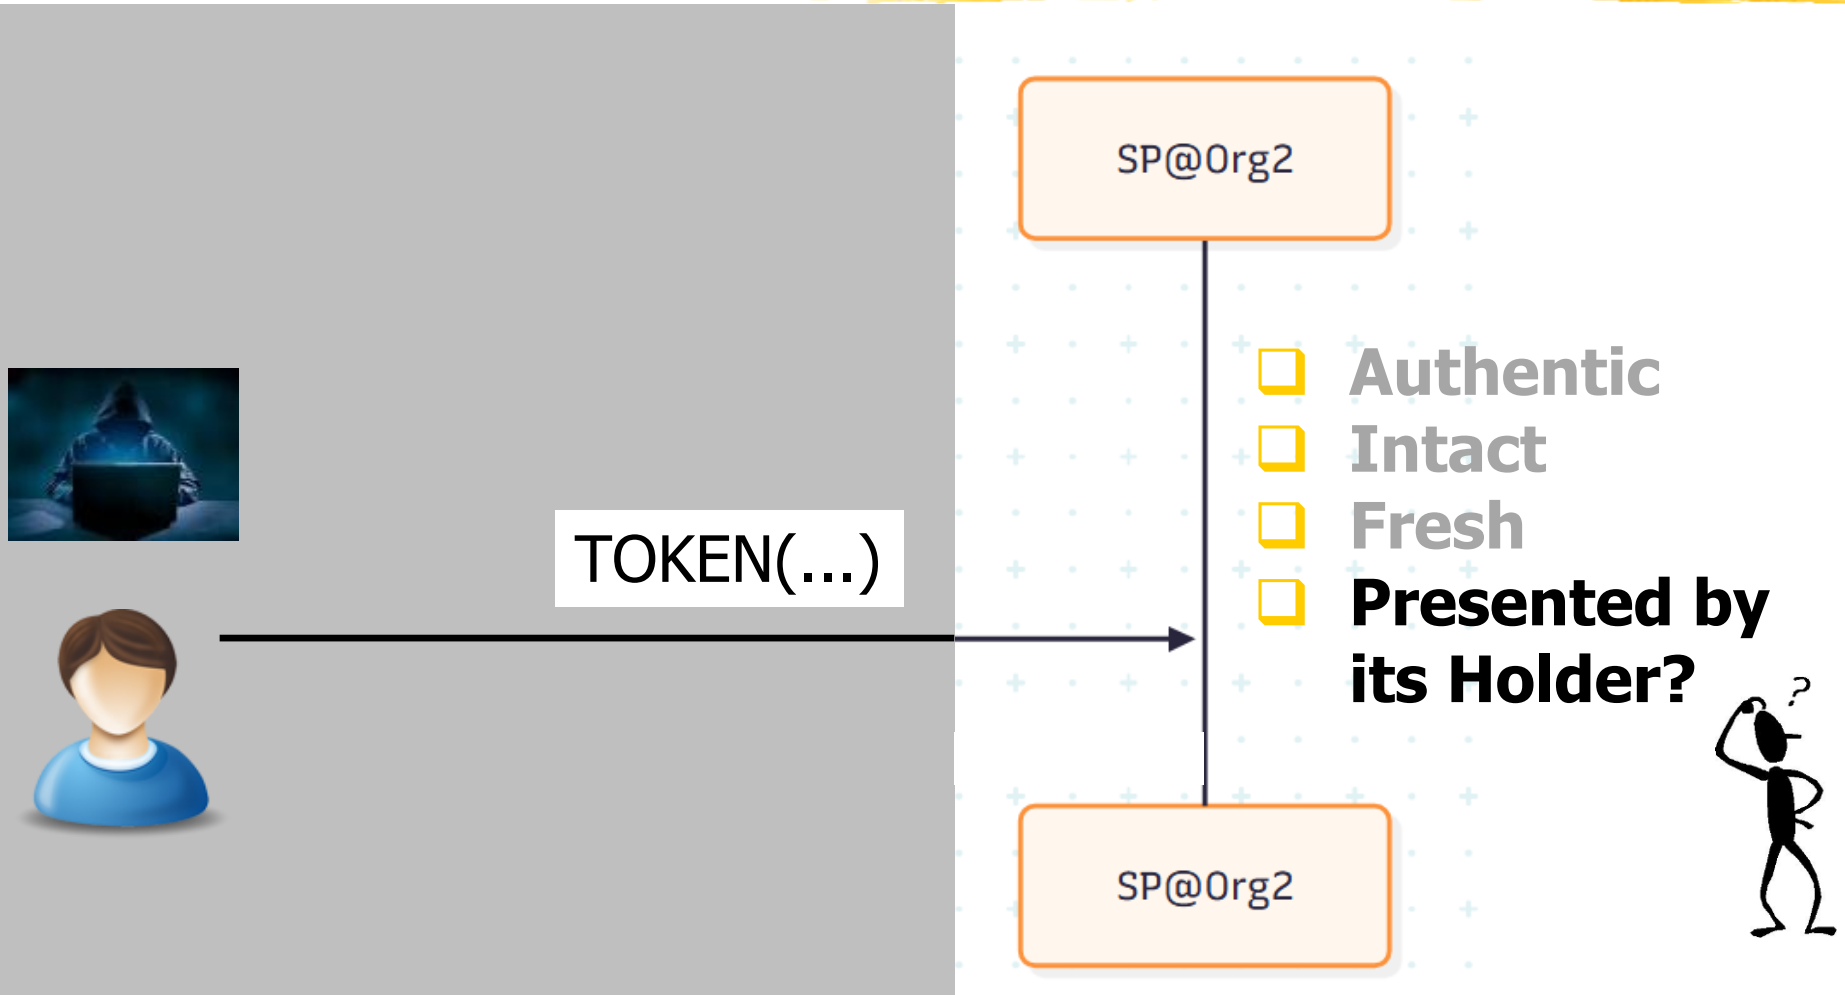 SP@Org2
Authentic
Intact
Fresh
TOKEN(...)
Presented by
its Holder?
?
SP@Org2